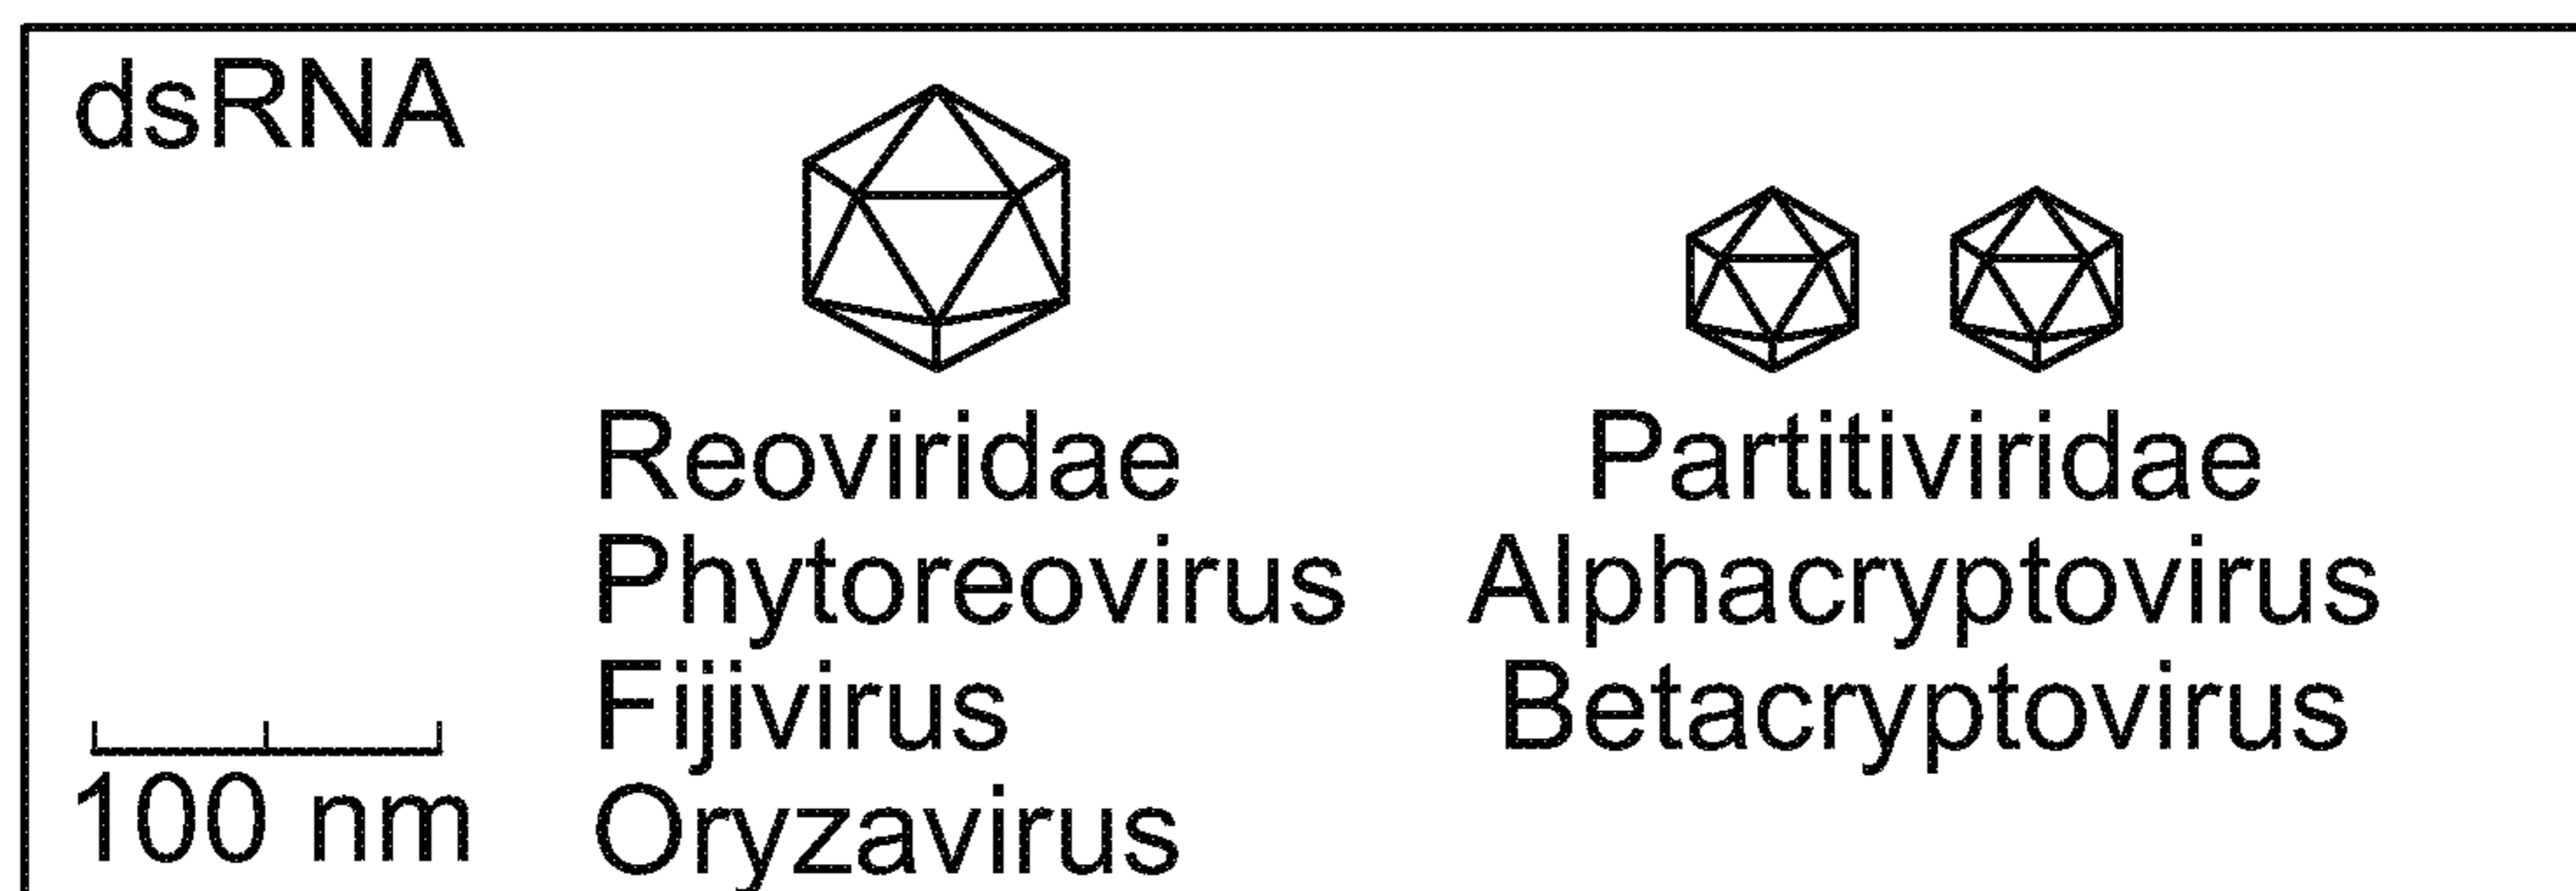 dsRNA
Reoviridae
Phytoreovirus
Fijivirus
Oryzavirus
Partitiviridae
Alphacryptovirus
Betacryptovirus
100 nm